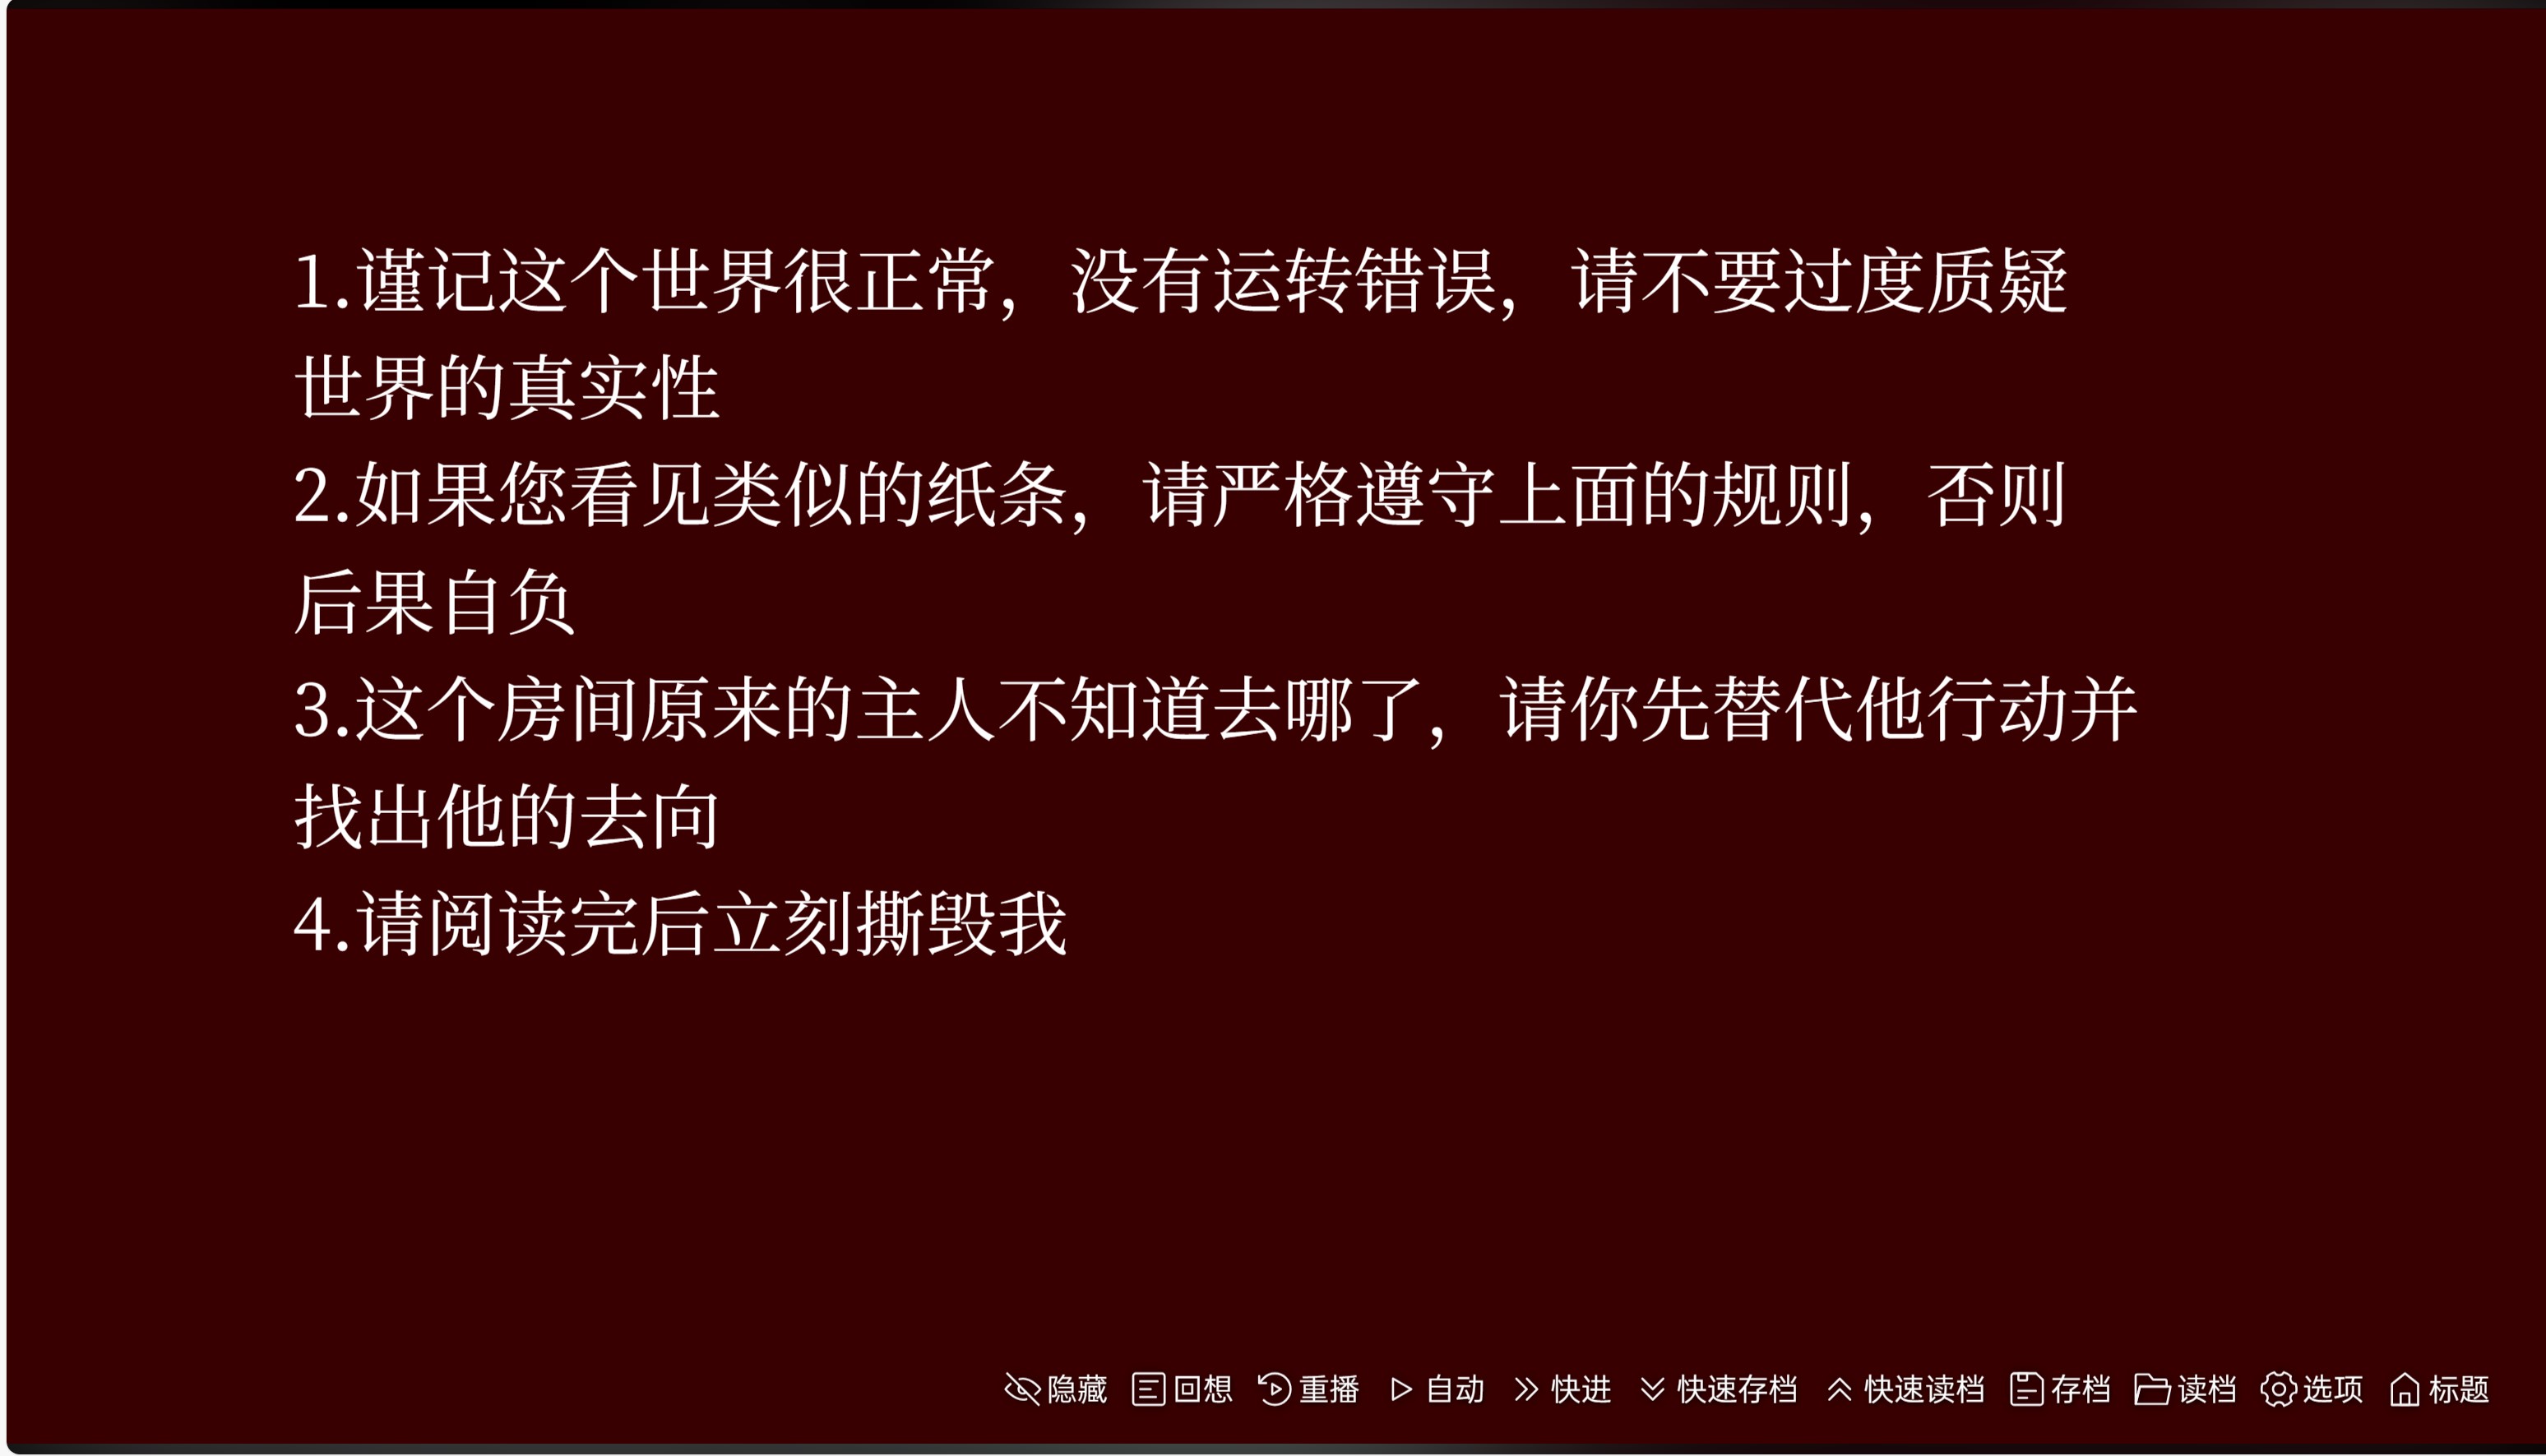 1.谨记这个世界很正常，没有运转错误，请不要过度质疑
世界的真实性
2.如果您看见类似的纸条，请严格遵守上面的规则，否则
后果自负
3.这个房间原来的主人不知道去哪了，请你先替代他行动并
找出他的去向
4.请阅读完后立刻撕毁我
隐藏 回想 重播 自动 快进 快速存档 快速读档 存档 读档 选项 标题